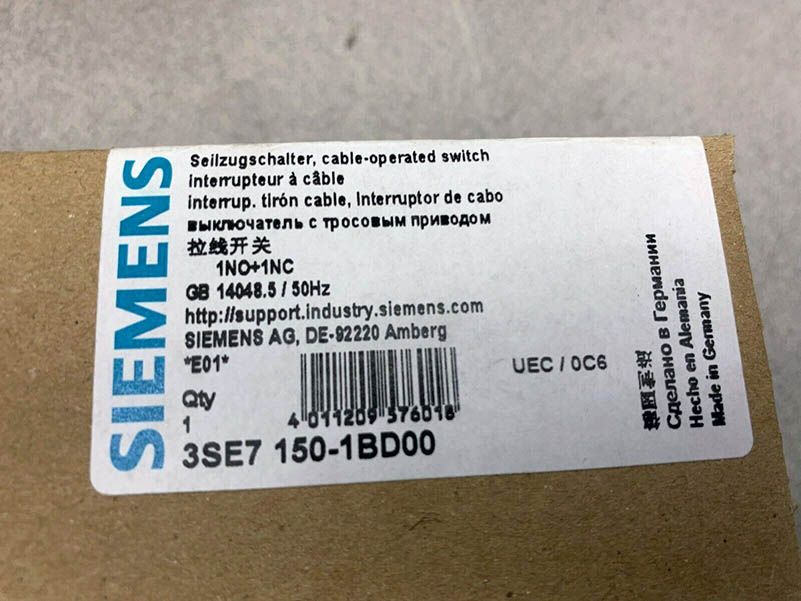 SIEMENS
Seilzugschalter, cable-operated switch
interrupteur à câble
interrup. tirón cable, Interruptor de cabo
выключатель с тросовым приводом
拉线开关
1NO+1NC
GB 14048.5 / 50Hz
http://support.industry.siemens.com
SIEMENS AG, DE-92220 Amberg
*E01*
UEC / 0C6
Qty
1
4 011209 576018
3SE7 150-1BD00
德国制造
Сделано в Германии
Hecho en Alemania
Made in Germany